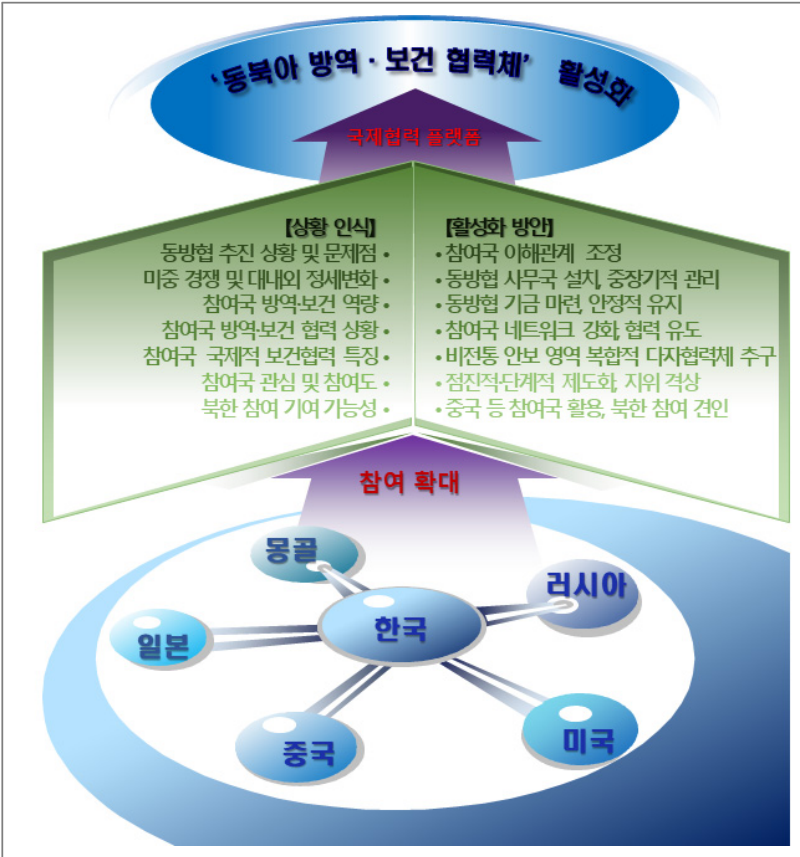 ‘동북아 방역·보건 협력체’ 활성화
국제협력 플랫폼
[상황 인식]
동방협 추진 상황 및 문제점 •
미중 경쟁 및 대내외 정세변화 •
참여국 방역·보건 역량 •
참여국 방역·보건 협력 상황 •
참여국 국제적 보건협력 특징 •
참여국 관심 및 참여도 •
북한 참여 기여 가능성 •
[활성화 방안]
• 참여국 이해관계 조정
• 동방협 사무국 설치, 중장기적 관리
• 동방협 기금 마련, 안정적 유지
• 참여국 네트워크 강화, 협력 유도
• 비전통 안보 영역 복합적 다자협력체 추구
• 점진적·단계적 제도화, 지위 격상
• 중국 등 참여국 활용, 북한 참여 견인
참여 확대
몽골
러시아
한국
일본
중국
미국